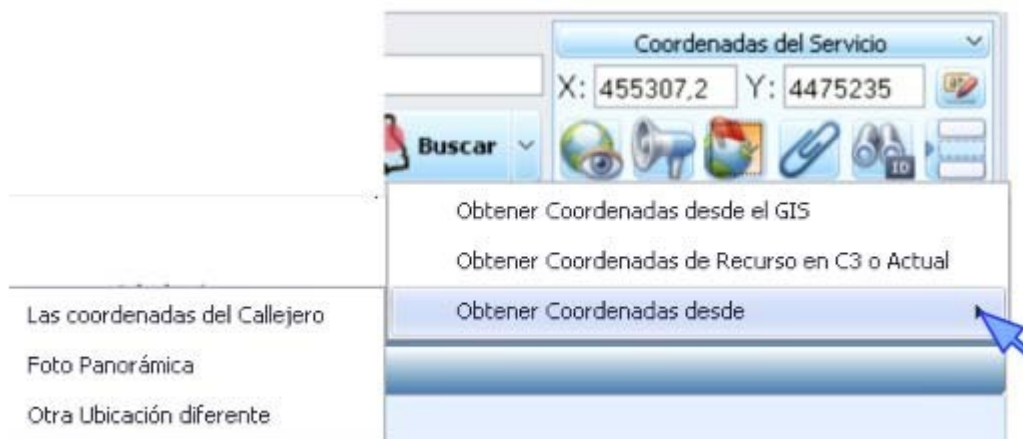 Coordenadas del Servicio
X: 455307,2 Y: 4475235
Buscar
ID
Obtener Coordenadas desde el GIS
Obtener Coordenadas de Recurso en C3 o Actual
Obtener Coordenadas desde
Las coordenadas del Callejero
Foto Panorámica
Otra Ubicación diferente